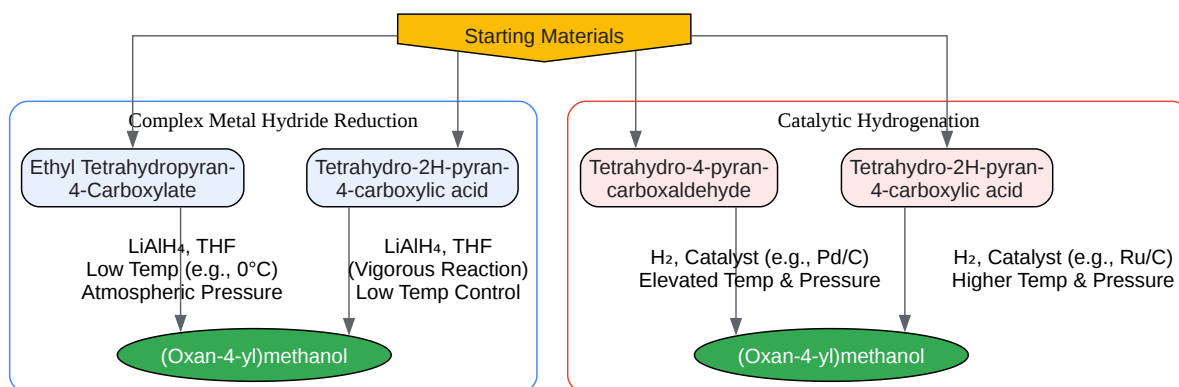 Starting Materials
Complex Metal Hydride Reduction
Catalytic Hydrogenation
Ethyl Tetrahydropyran-
4-Carboxylate
Tetrahydro-2H-pyran-
4-carboxylic acid
Tetrahydro-4-pyran-
carboxaldehyde
Tetrahydro-2H-pyran-
4-carboxylic acid
LiAlH₄, THF
Low Temp (e.g., 0°C)
Atmospheric Pressure
LiAlH₄, THF
(Vigorous Reaction)
Low Temp Control
H₂, Catalyst (e.g., Pd/C)
Elevated Temp & Pressure
H₂, Catalyst (e.g., Ru/C)
Higher Temp & Pressure
(Oxan-4-yl)methanol
(Oxan-4-yl)methanol